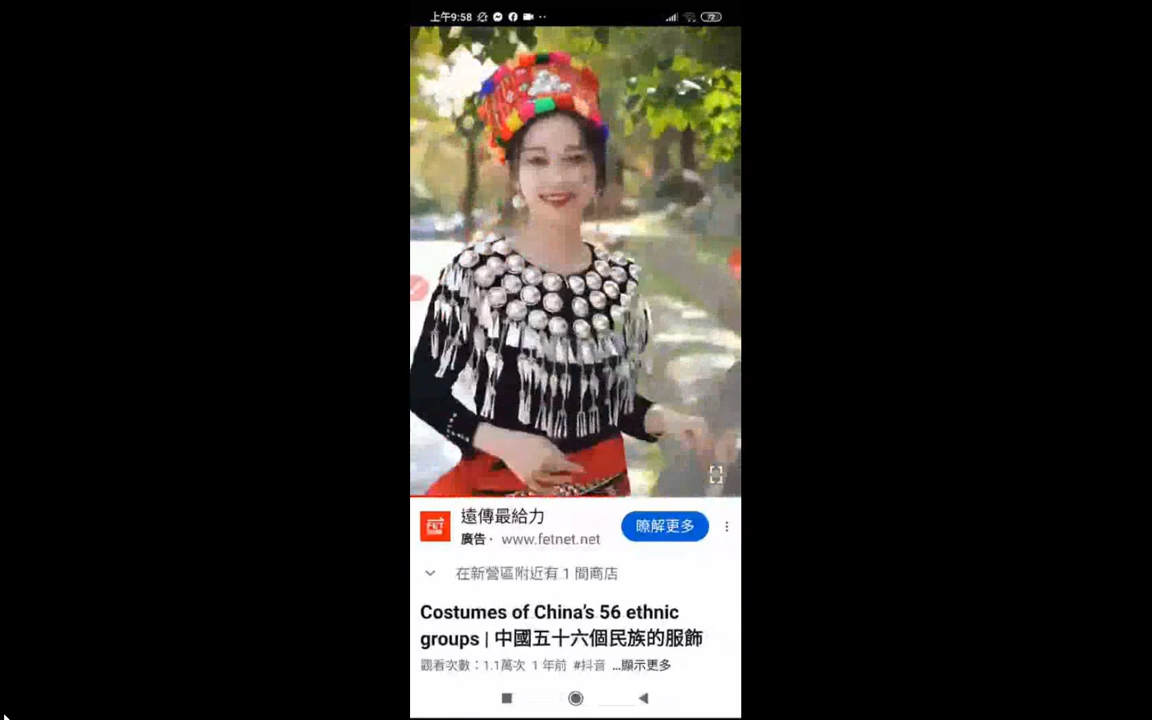 上午9:58
72
遠傳最給力
FET
廣告· www.fetnet.net
瞭解更多
在新營區附近有 1 間商店
Costumes of China's 56 ethnic
groups | 中國五十六個民族的服飾
觀看次數：1.1萬次 1 年前 #抖音 ...顯示更多